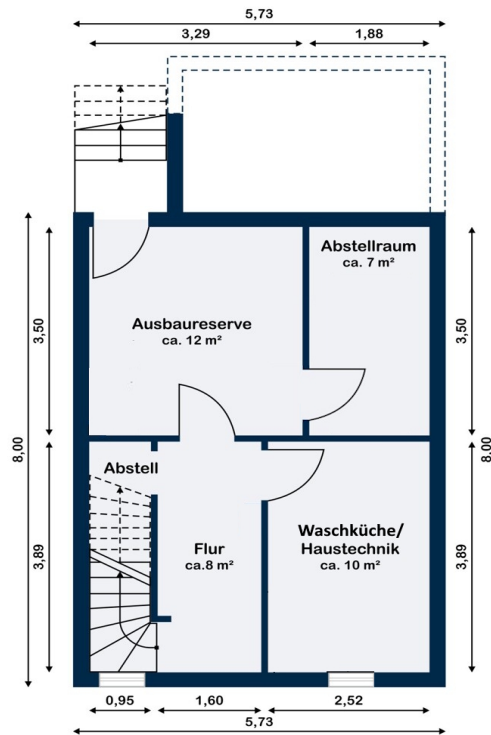 5,73
3,29 1,88
Abstellraum
ca. 7 m²
3,50
Ausbaureserve
ca. 12 m²
3,50
8,00
8,00
Abstell
Waschküche/
Flur
Haustechnik
ca.8 m²
ca. 10 m²
3,89
3,89
0,95 1,60 2,52
5,73